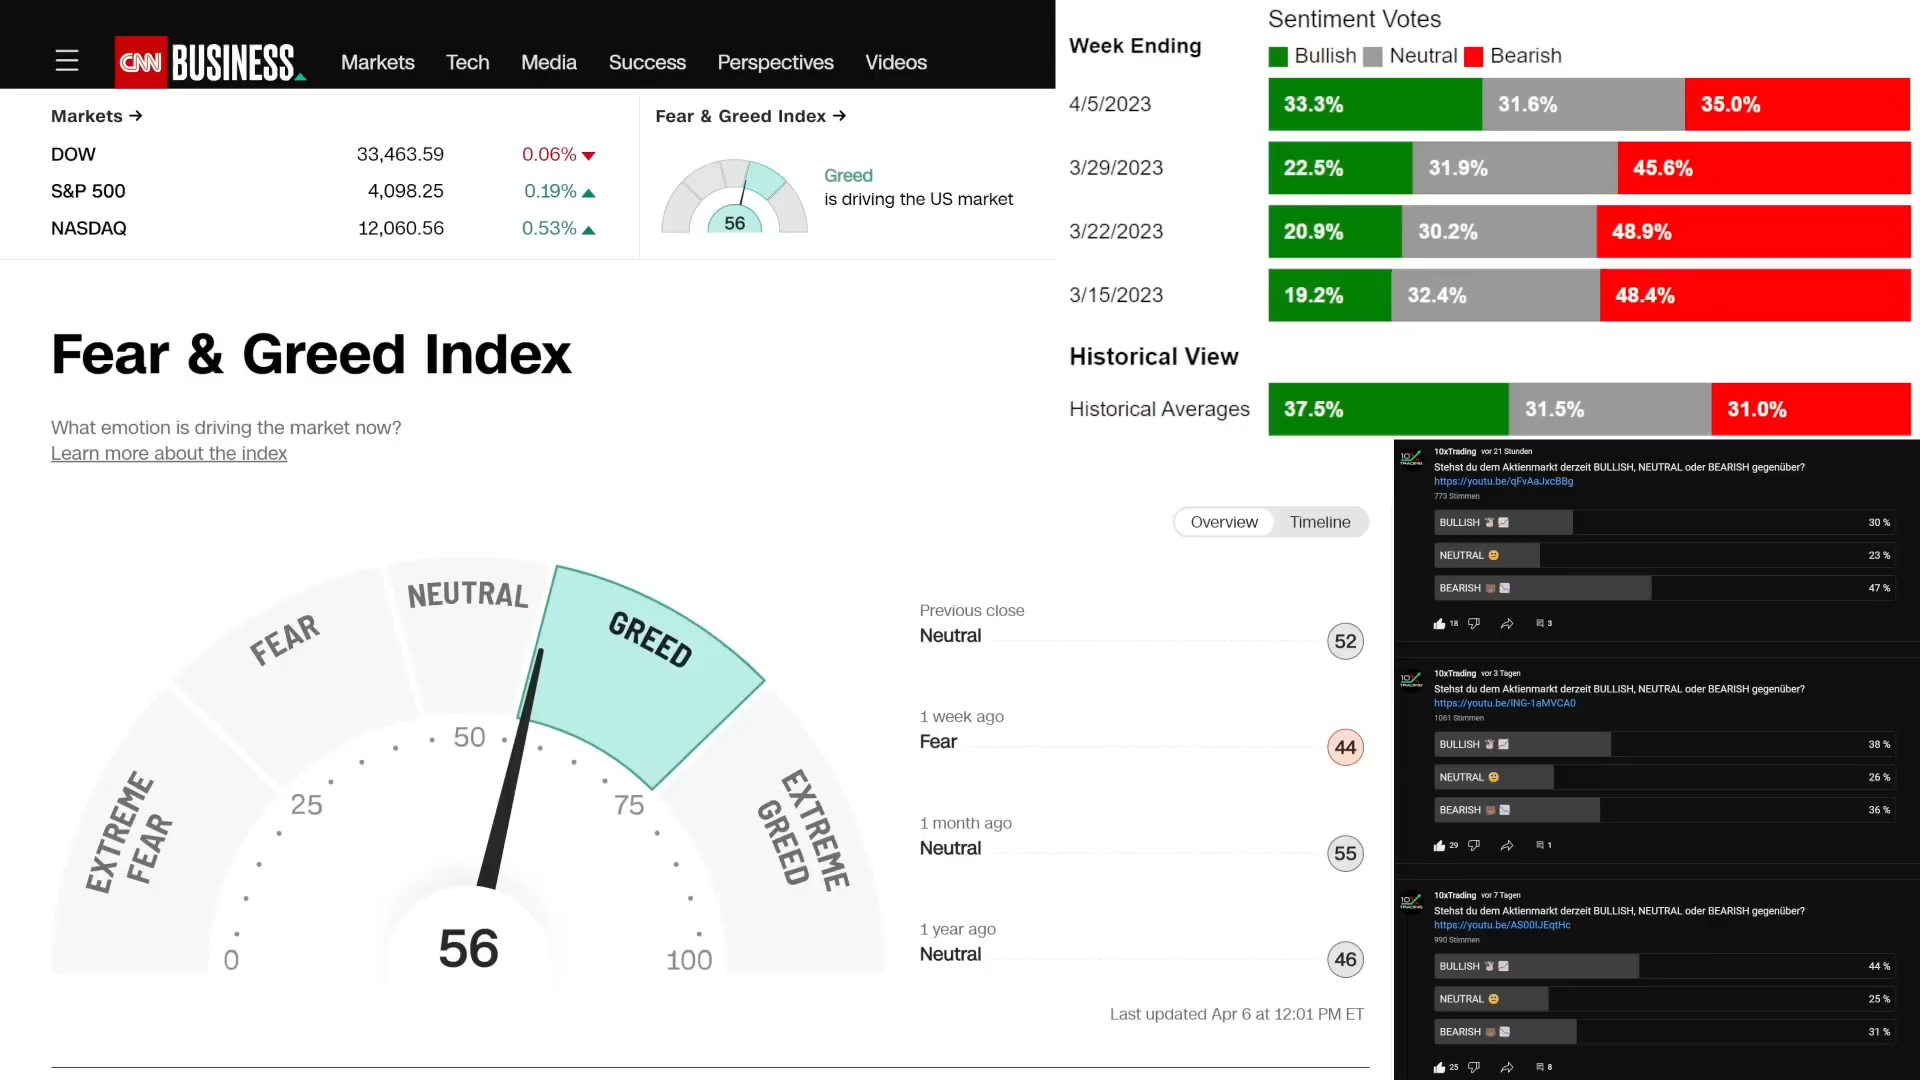 CNN BUSINESS Markets Tech Media Success Perspectives Videos
Markets →
DOW 33,463.59 0.06%
S&P 500 4,098.25 0.19%
NASDAQ 12,060.56 0.53%
Fear & Greed Index →
Greed
is driving the US market
56
Fear & Greed Index
What emotion is driving the market now?
Learn more about the index
Overview Timeline
EXTREME FEAR
FEAR
NEUTRAL
GREED
EXTREME GREED
0
25
50
75
100
56
Previous close
Neutral 52
1 week ago
Fear 44
1 month ago
Neutral 55
1 year ago
Neutral 46
Last updated Apr 6 at 12:01 PM ET
Sentiment Votes
Week Ending
Bullish Neutral Bearish
4/5/2023 33.3% 31.6% 35.0%
3/29/2023 22.5% 31.9% 45.6%
3/22/2023 20.9% 30.2% 48.9%
3/15/2023 19.2% 32.4% 48.4%
Historical View
Historical Averages 37.5% 31.5% 31.0%
10xTrading vor 21 Stunden
Stehst du dem Aktienmarkt derzeit BULLISH, NEUTRAL oder BEARISH gegenüber?
https://youtu.be/qFvAaJxcBBg
773 Stimmen
BULLISH 30 %
NEUTRAL 23 %
BEARISH 47 %
18 3
10xTrading vor 3 Tagen
Stehst du dem Aktienmarkt derzeit BULLISH, NEUTRAL oder BEARISH gegenüber?
1061 Stimmen
BULLISH 38 %
NEUTRAL 26 %
BEARISH 36 %
29 1
10xTrading vor 7 Tagen
Stehst du dem Aktienmarkt derzeit BULLISH, NEUTRAL oder BEARISH gegenüber?
990 Stimmen
BULLISH 44 %
NEUTRAL 25 %
BEARISH 31 %
25 8